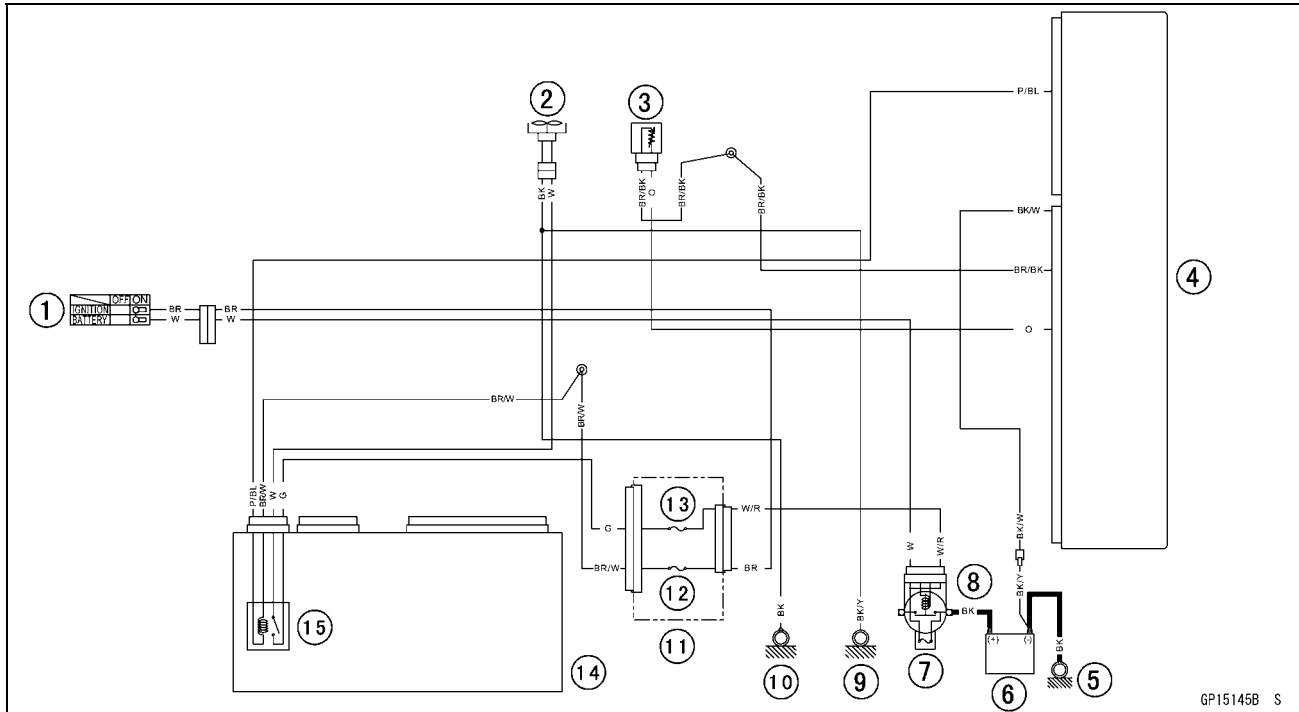 2
3
P/BL
BR/BK
BR/BK
BR/BK
BK
W
O
BK/W
BR/BK
4
1
OFF ON
IGNITION
BATTERY
BR
W
BR
W
O
BR/W
BR/W
P/BL
BR/W
W
G
13
G
W/R
W
W/R
BK/W
BR/W
12
BR
8
BK/Y
BK
15
11
BK
BK/Y
(+)
(-)
BK
14
10
9
7
6
5
GP15145B S